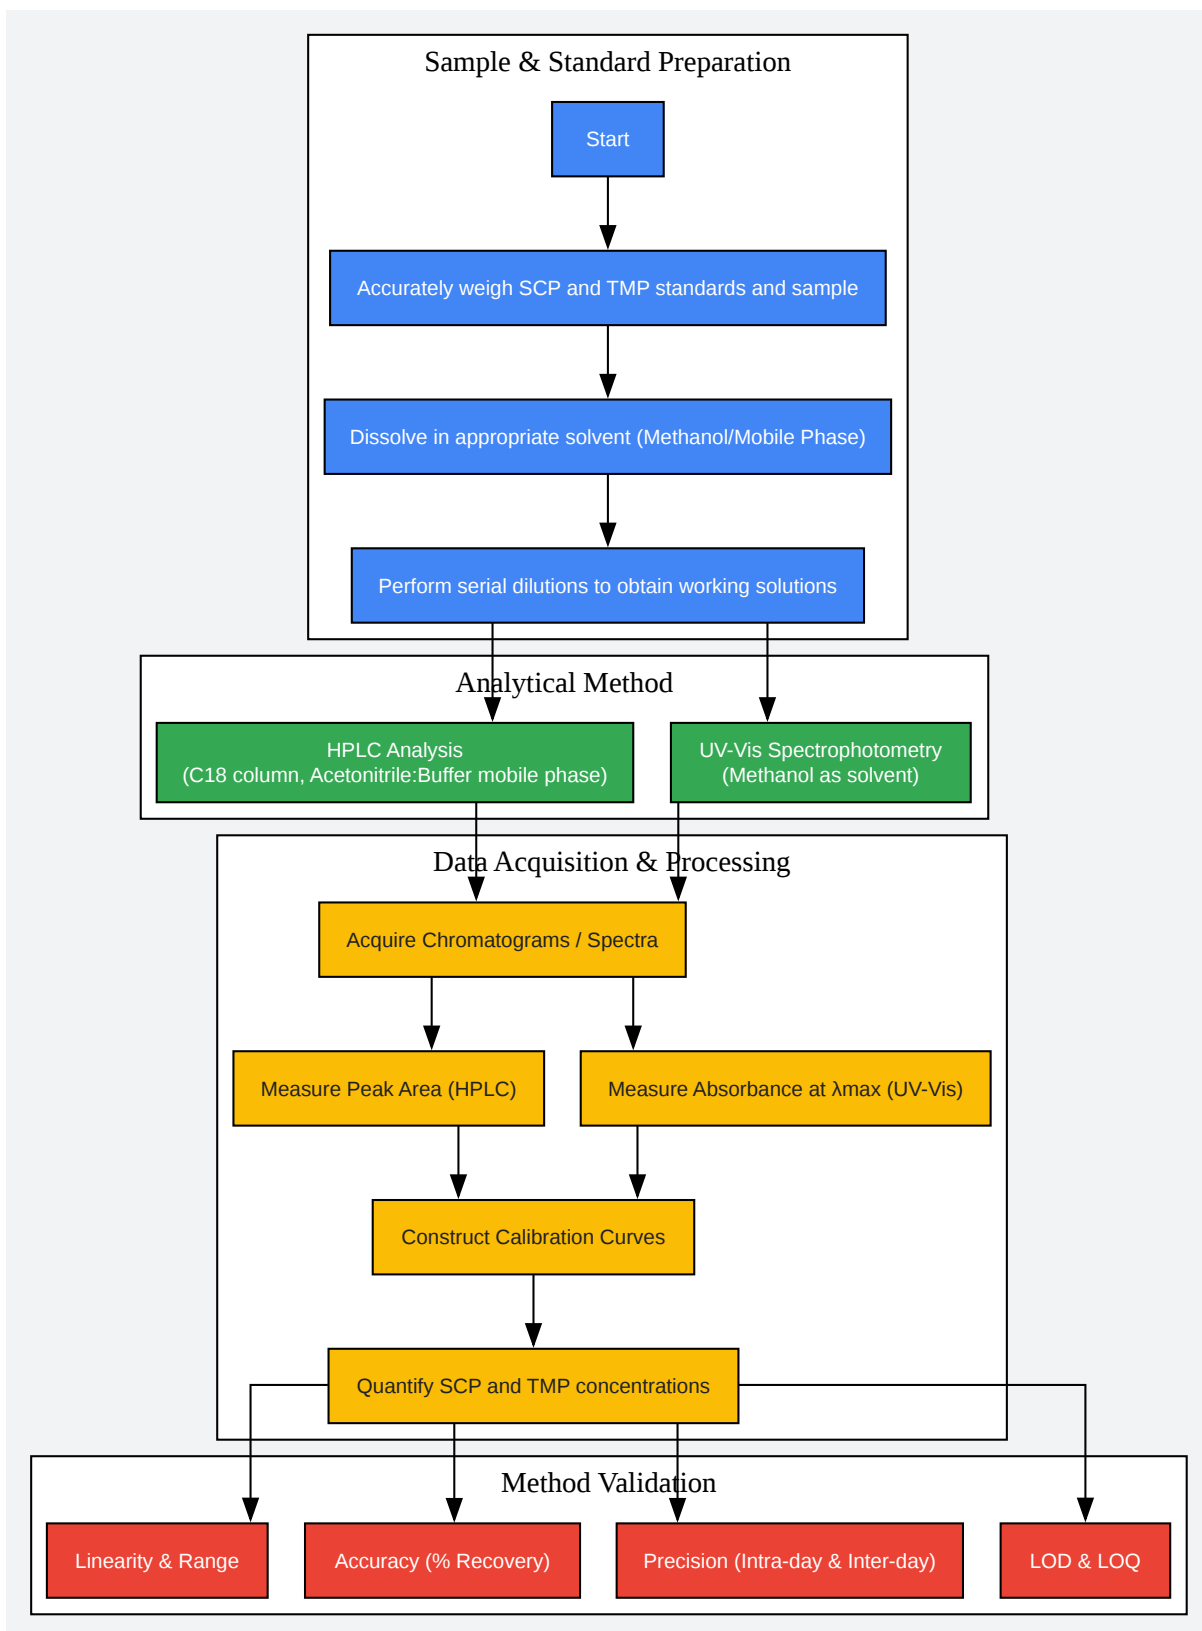 Sample & Standard Preparation
Start
Accurately weigh SCP and TMP standards and sample
Dissolve in appropriate solvent (Methanol/Mobile Phase)
Perform serial dilutions to obtain working solutions
Analytical Method
HPLC Analysis
(C18 column, Acetonitrile:Buffer mobile phase)
UV-Vis Spectrophotometry
(Methanol as solvent)
Data Acquisition & Processing
Acquire Chromatograms / Spectra
Measure Peak Area (HPLC)
Measure Absorbance at λmax (UV-Vis)
Construct Calibration Curves
Quantify SCP and TMP concentrations
Method Validation
Linearity & Range
Accuracy (% Recovery)
Precision (Intra-day & Inter-day)
LOD & LOQ